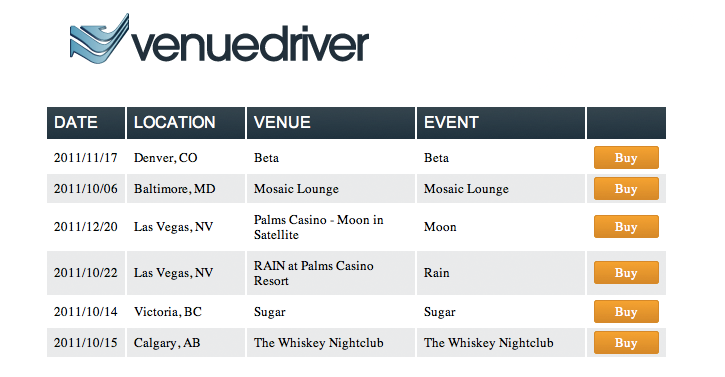 venuedriver
DATE LOCATION VENUE EVENT
2011/11/17 Denver, CO Beta Beta Buy
2011/10/06 Baltimore, MD Mosaic Lounge Mosaic Lounge Buy
2011/12/20 Las Vegas, NV Palms Casino - Moon in Satellite Moon Buy
2011/10/22 Las Vegas, NV RAIN at Palms Casino Resort Rain Buy
2011/10/14 Victoria, BC Sugar Sugar Buy
2011/10/15 Calgary, AB The Whiskey Nightclub The Whiskey Nightclub Buy